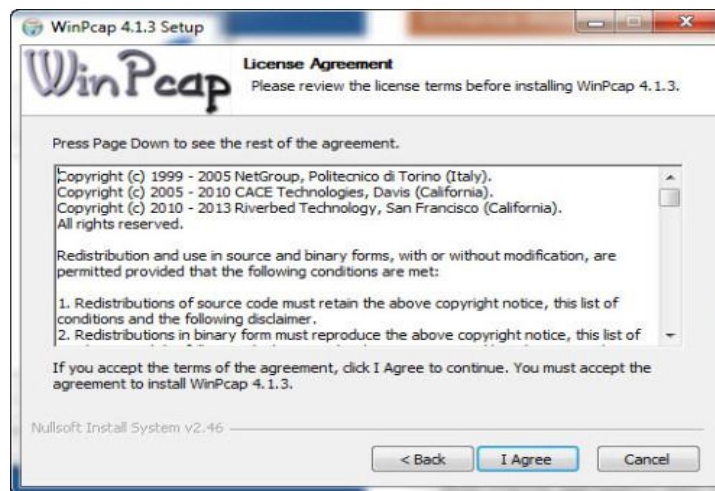 WinPcap 4.1.3 Setup
WinPcap
License Agreement
Please review the license terms before installing WinPcap 4.1.3.
Press Page Down to see the rest of the agreement.
Copyright (c) 1999 - 2005 NetGroup, Politecnico di Torino (Italy).
Copyright (c) 2005 - 2010 CACE Technologies, Davis (California).
Copyright (c) 2010 - 2013 Riverbed Technology, San Francisco (California).
All rights reserved.
Redistribution and use in source and binary forms, with or without modification, are
permitted provided that the following conditions are met:
1. Redistributions of source code must retain the above copyright notice, this list of
conditions and the following disclaimer.
2. Redistributions in binary form must reproduce the above copyright notice, this list of
If you accept the terms of the agreement, click I Agree to continue. You must accept the
agreement to install WinPcap 4.1.3.
Nullsoft Install System v2.46
< Back
I Agree
Cancel